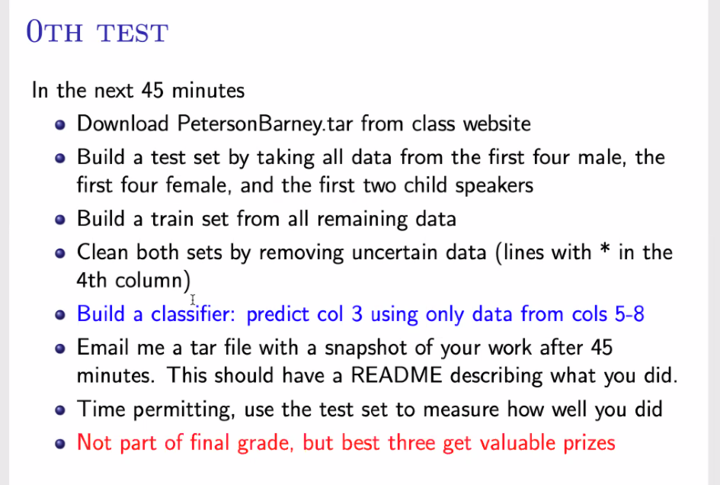 0TH TEST
In the next 45 minutes
Download PetersonBarney.tar from class website
Build a test set by taking all data from the first four male, the
first four female, and the first two child speakers
Build a train set from all remaining data
Clean both sets by removing uncertain data (lines with * in the
4th column)
Build a classifier: predict col 3 using only data from cols 5-8
Email me a tar file with a snapshot of your work after 45
minutes. This should have a README describing what you did.
Time permitting, use the test set to measure how well you did
Not part of final grade, but best three get valuable prizes